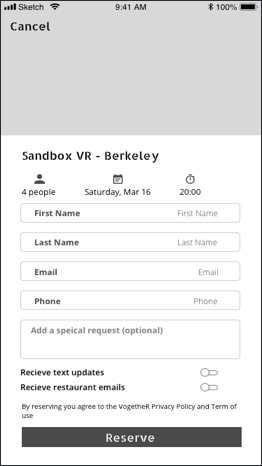 Sketch 9:41 AM 100%
Cancel
Sandbox VR - Berkeley
4 people Saturday, Mar 16 20:00
First Name First Name
Last Name Last Name
Email Email
Phone Phone
Add a speical request (optional)
Recieve text updates
Recieve restaurant emails
By reserving you agree to the VogetheR Privacy Policy and Term of
use
Reserve